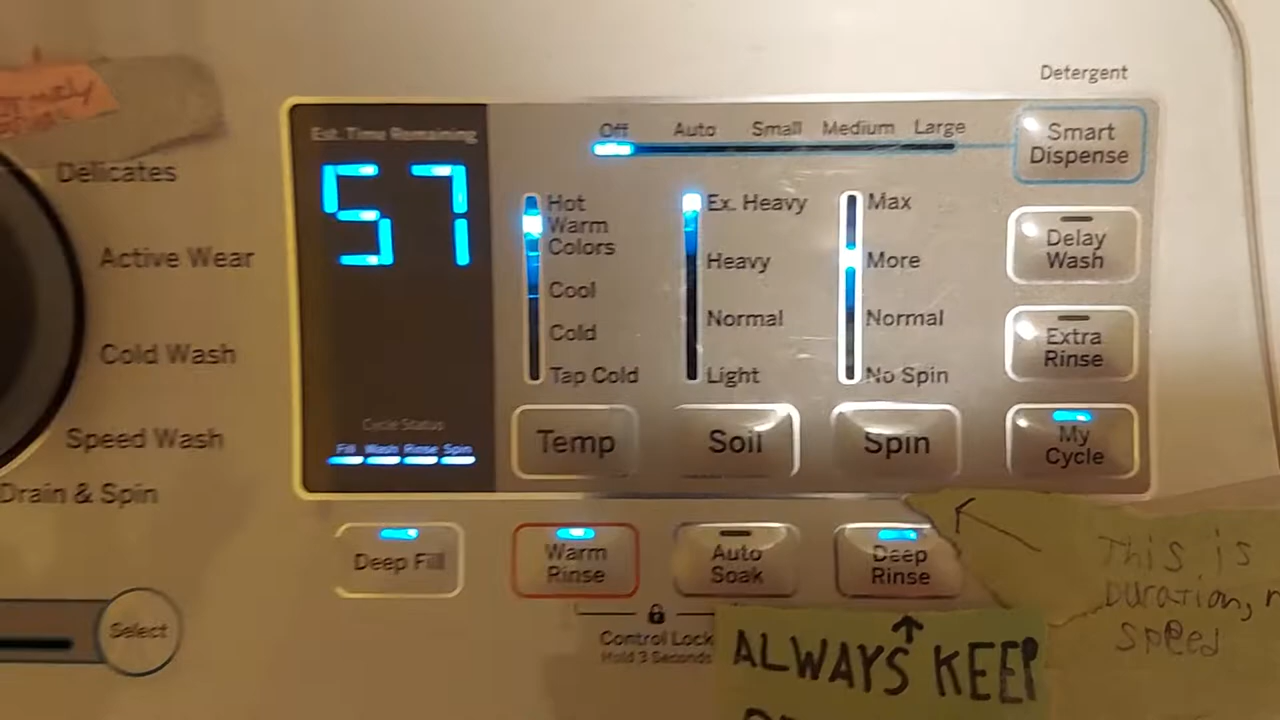 Detergent
Est. Time Remaining
57
Off Auto Small Medium Large
Smart
Dispense
Delicates
Hot
Warm
Colors
Cool
Cold
Tap Cold
Ex. Heavy
Heavy
Normal
Light
Max
More
Normal
No Spin
Delay
Wash
Extra
Rinse
My
Cycle
Active Wear
Cold Wash
Speed Wash
Drain & Spin
Cycle Status
Fill Wash Rinse Spin
Temp Soil Spin
Deep Fill
Warm
Rinse
Auto
Soak
Deep
Rinse
Select
Control Lock
Hold 3 Seconds
This is
Duration,
speed
ALWAYS KEEP